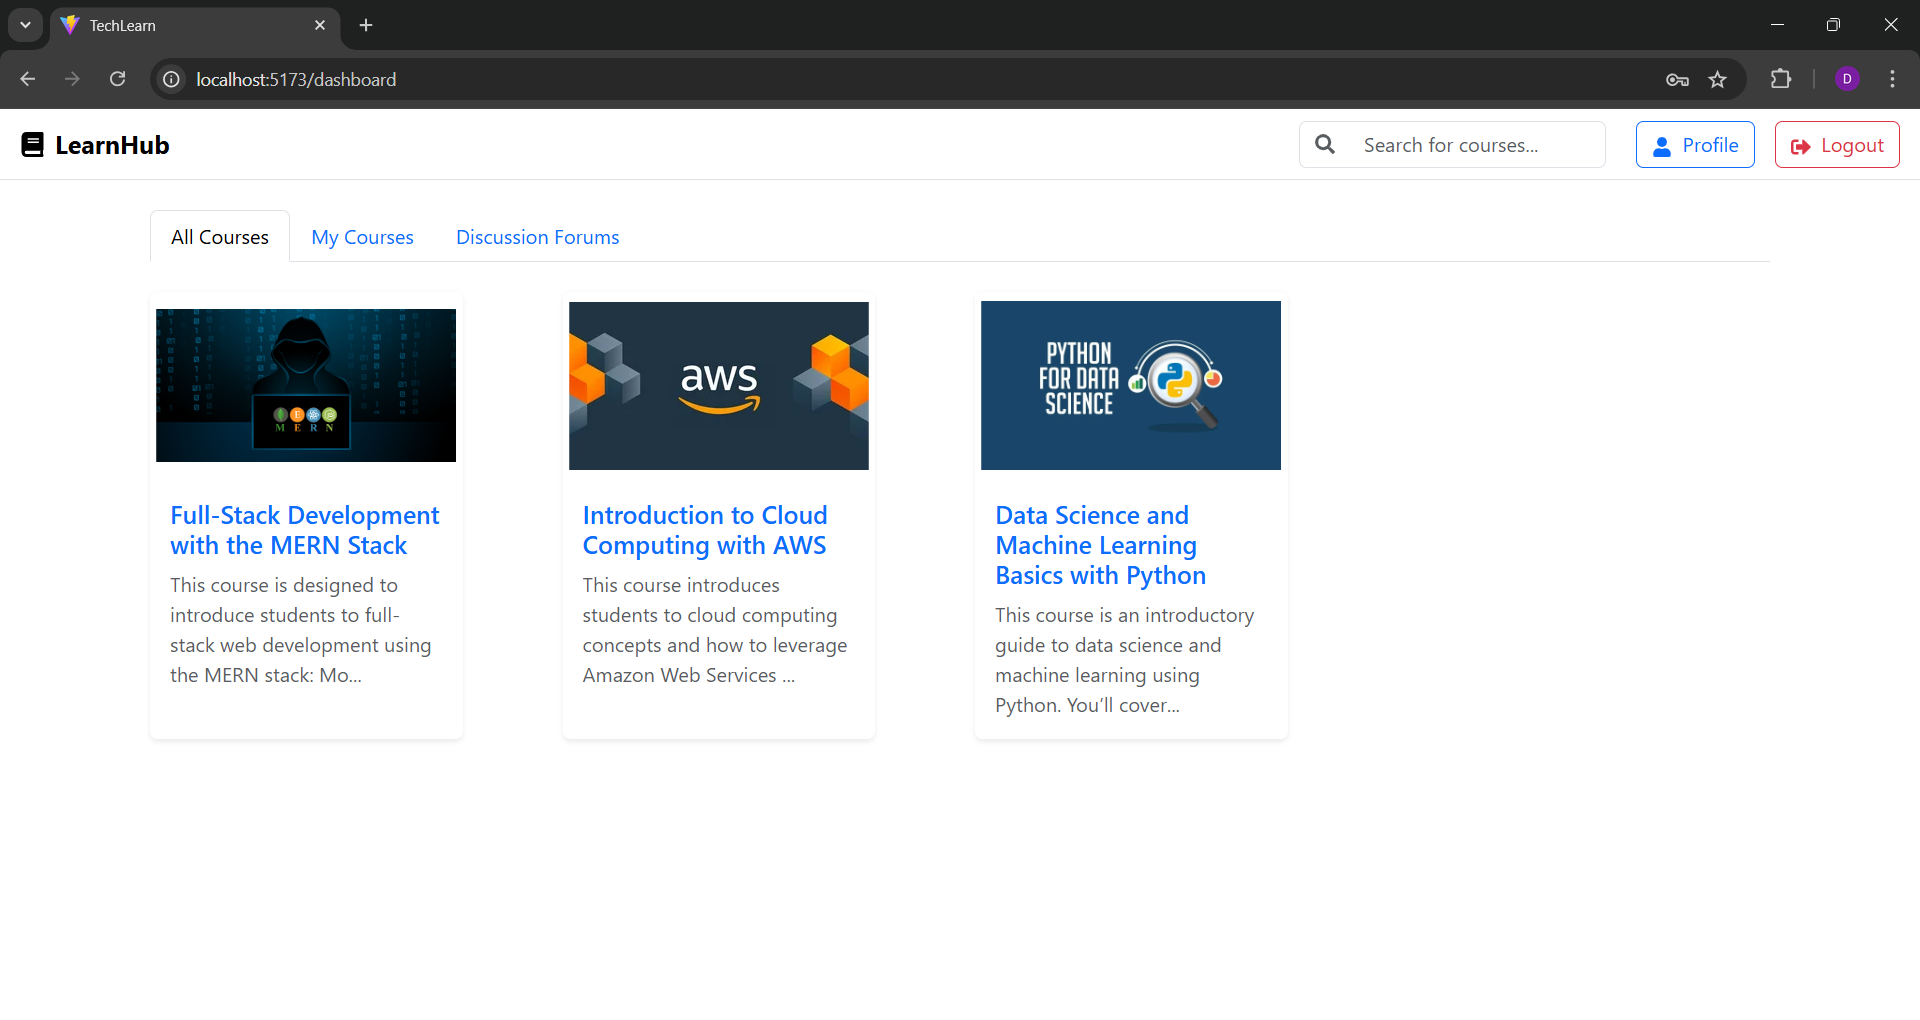 TechLearn
localhost:5173/dashboard
D
LearnHub
Search for courses...
Profile
Logout
All Courses
My Courses
Discussion Forums
M E R N
Full-Stack Development
with the MERN Stack
This course is designed to
introduce students to full-
stack web development using
the MERN stack: Mo...
aws
Introduction to Cloud
Computing with AWS
This course introduces
students to cloud computing
concepts and how to leverage
Amazon Web Services ...
PYTHON
FOR DATA
SCIENCE
Data Science and
Machine Learning
Basics with Python
This course is an introductory
guide to data science and
machine learning using
Python. You'll cover...